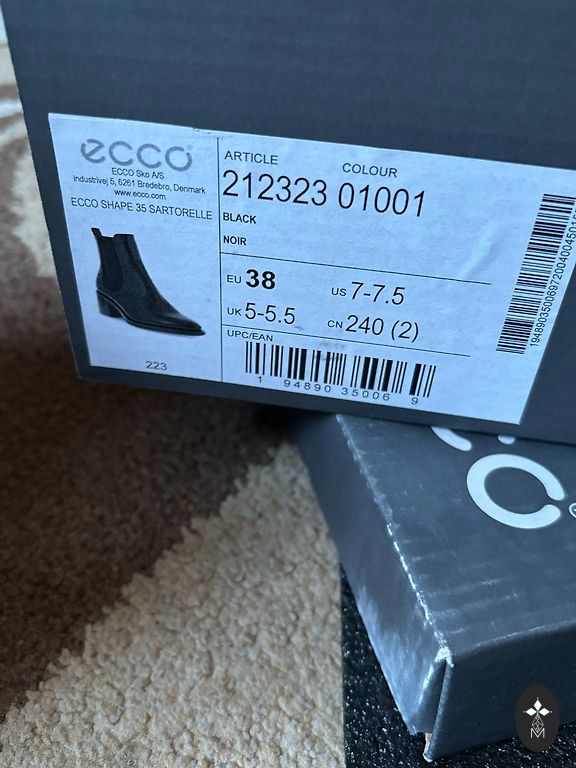 ecco
ECCO Sko A/S
Industrivej 5, 6261 Bredebro, Denmark
www.ecco.com
ECCO SHAPE 35 SARTORELLE
223
ARTICLE COLOUR
212323 01001
BLACK
NOIR
EU 38 US 7-7.5
UK 5-5.5 CN 240 (2)
UPC/EAN
1 94890 35006 9